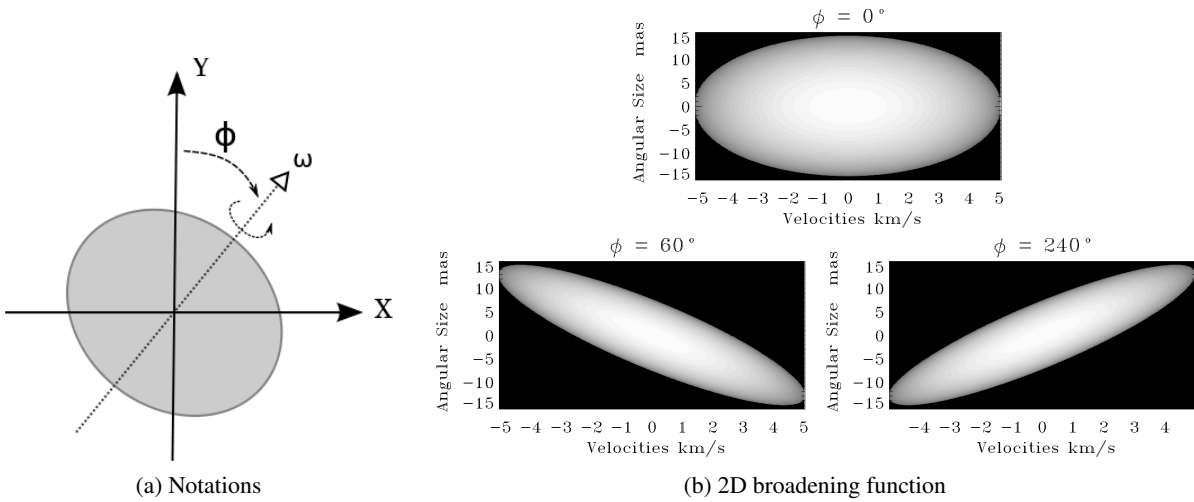 Y
ϕ
ω
X
(a) Notations
ϕ = 0°
Angular Size mas
15
10
5
0
−5
−10
−15
−5 −4 −3 −2 −1 0 1 2 3 4 5
Velocities km/s
ϕ = 60°
Angular Size mas
15
10
5
0
−5
−10
−15
−5 −4 −3 −2 −1 0 1 2 3 4 5
Velocities km/s
ϕ = 240°
Angular Size mas
15
10
5
0
−5
−10
−15
−4 −3 −2 −1 0 1 2 3 4
Velocities km/s
(b) 2D broadening function